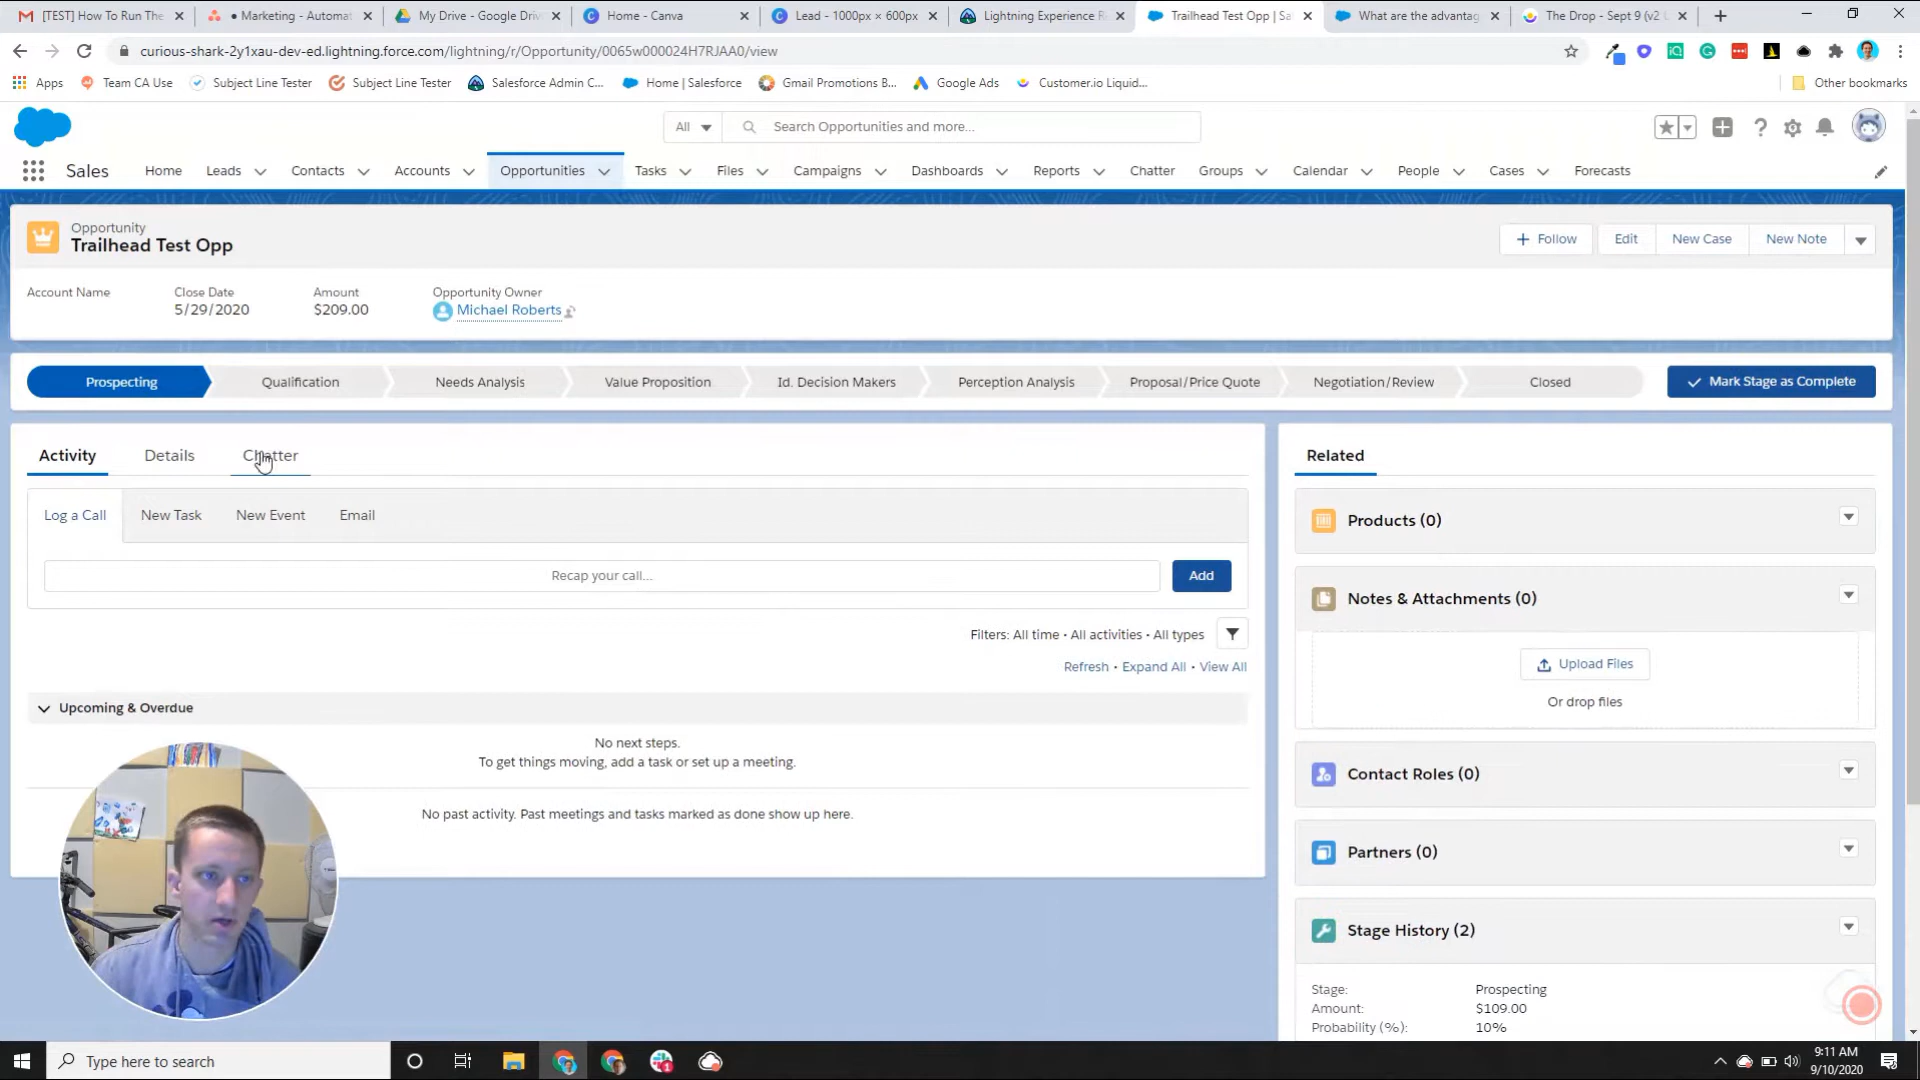 [TEST] How To Run The
• Marketing - Automat
My Drive - Google Driv
Home - Canva
Lead - 1000px × 600px
Lightning Experience R
Trailhead Test Opp | Sa
What are the advantag
The Drop - Sept 9 (v2
curious-shark-2y1xau-dev-ed.lightning.force.com/lightning/r/Opportunity/0065w000024H7RJAA0/view
Apps Team CA Use Subject Line Tester Subject Line Tester Salesforce Admin C... Home | Salesforce Gmail Promotions B... Google Ads Customer.io Liquid... Other bookmarks
All Search Opportunities and more...
Sales Home Leads Contacts Accounts Opportunities Tasks Files Campaigns Dashboards Reports Chatter Groups Calendar People Cases Forecasts
Opportunity
Trailhead Test Opp
+ Follow Edit New Case New Note
Account Name Close Date Amount Opportunity Owner
5/29/2020 $209.00 Michael Roberts
Prospecting Qualification Needs Analysis Value Proposition Id. Decision Makers Perception Analysis Proposal/Price Quote Negotiation/Review Closed Mark Stage as Complete
Activity Details Chatter
Log a Call New Task New Event Email
Recap your call... Add
Filters: All time • All activities • All types
Refresh • Expand All • View All
Upcoming & Overdue
No next steps.
To get things moving, add a task or set up a meeting.
No past activity. Past meetings and tasks marked as done show up here.
Related
Products (0)
Notes & Attachments (0)
Upload Files
Or drop files
Contact Roles (0)
Partners (0)
Stage History (2)
Stage: Prospecting
Amount: $109.00
Probability (%): 10%
Type here to search
9:11 AM
9/10/2020